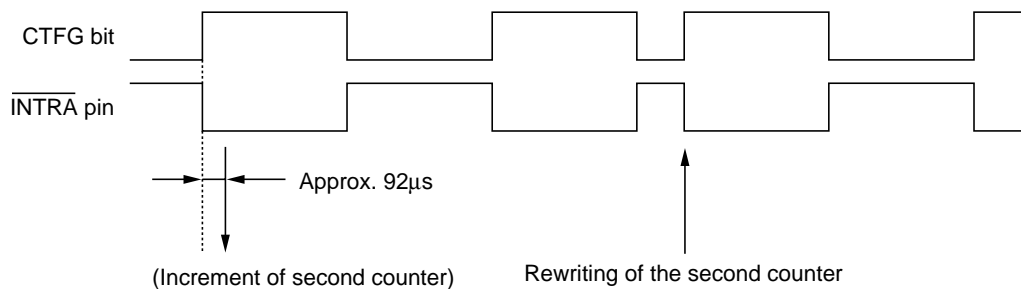 CTFG bit
INTRA pin
Approx. 92μs
(Increment of second counter)
Rewriting of the second counter